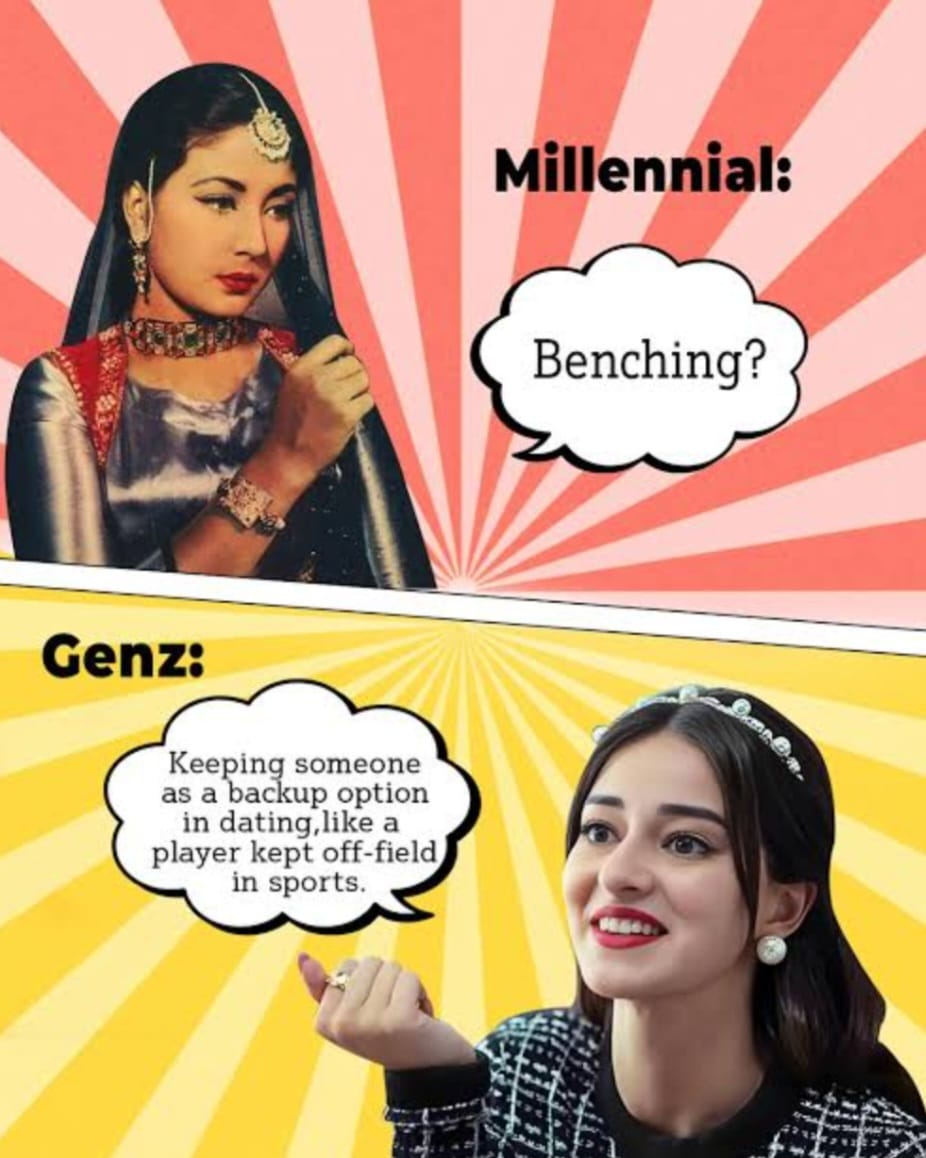 Millennial:
Benching?
Genz:
Keeping someone
as a backup option
in dating,like a
player kept off-field
in sports.